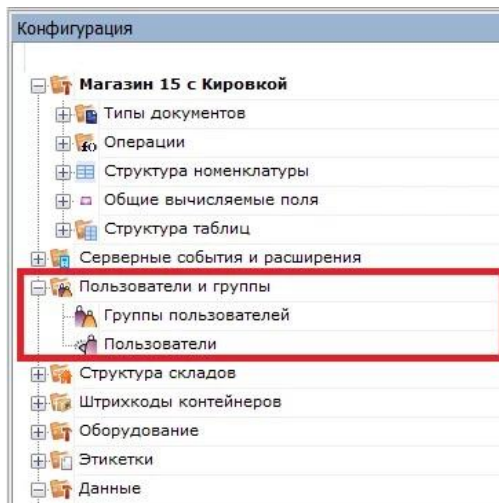 Конфигурация
Магазин 15 с Кировкой
Типы документов
Операции
Структура номенклатуры
Общие вычисляемые поля
Структура таблиц
Серверные события и расширения
Пользователи и группы
Группы пользователей
Пользователи
Структура складов
Штрихкоды контейнеров
Оборудование
Этикетки
Данные